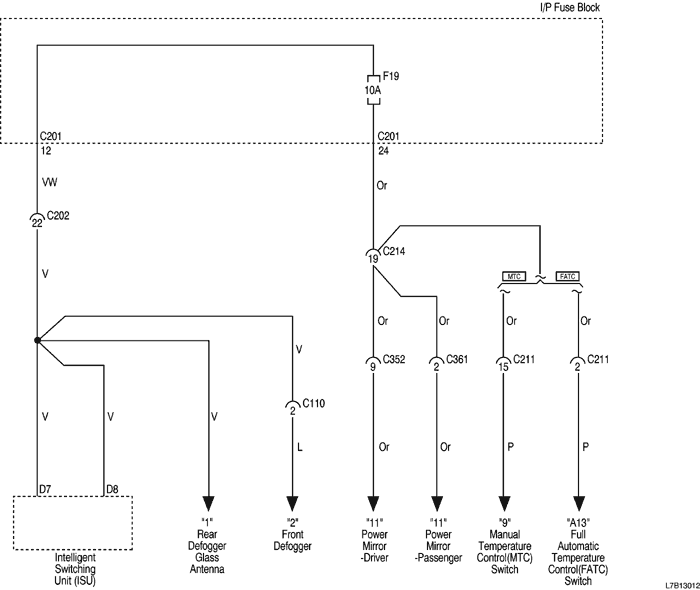 I/P Fuse Block
F19
10A
C201
C201
12
24
VW
Or
C202
22
C214
19
MTC
FATC
V
Or
Or
Or
Or
V
C352
C361
C211
C211
9
2
15
2
C110
2
V
V
V
L
Or
Or
P
P
D7
D8
"1"
Rear
Defogger
Glass
Antenna
"2"
Front
Defogger
"11"
Power
Mirror
-Driver
"11"
Power
Mirror
-Passenger
"9"
Manual
Temperature
Control(MTC)
Switch
"A13"
Full
Automatic
Temperature
Control(FATC)
Switch
Intelligent
Switching
Unit (ISU)
L7B13012